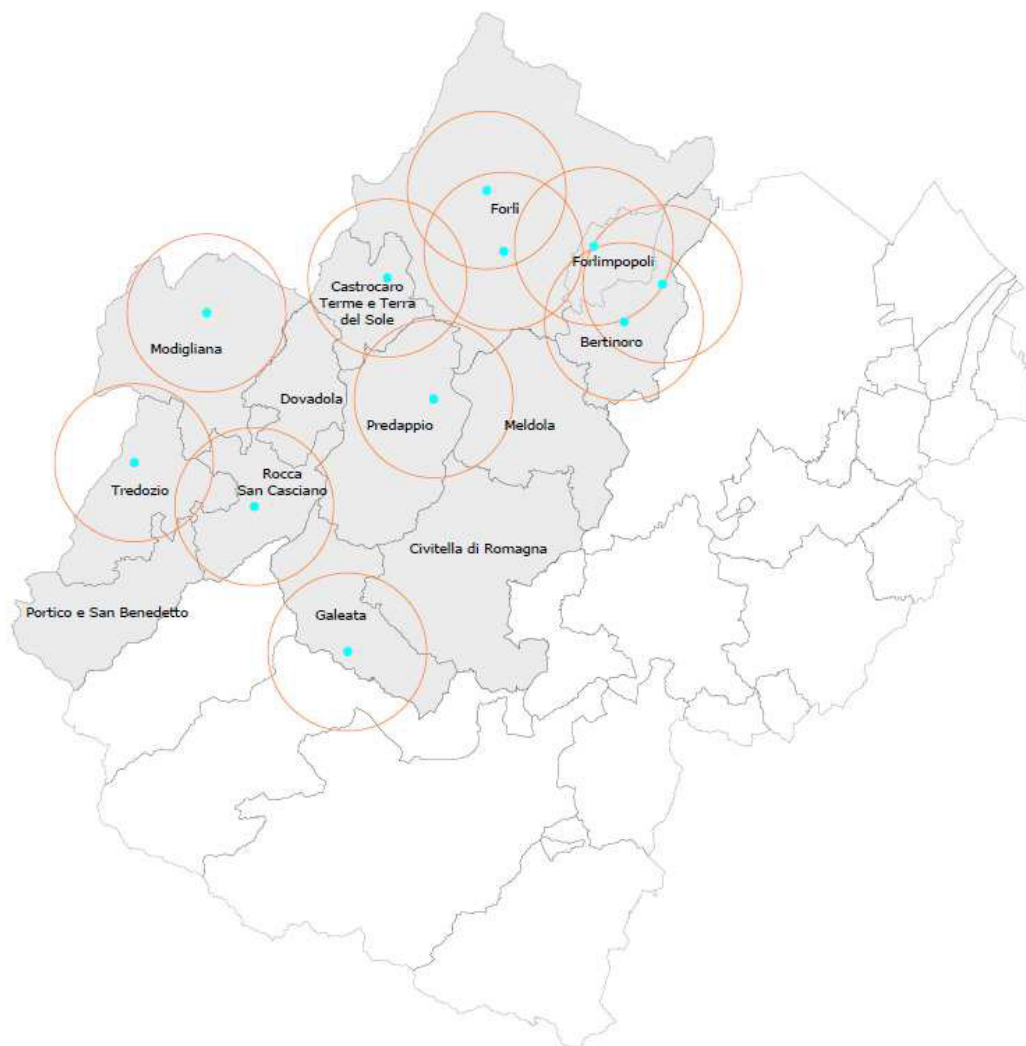 Forlì
Forlimpopoli
Castrocaro
Terme e Terra
del Sole
Bertinoro
Modigliana
Dovadola
Predappio
Meldola
Rocca
San Casciano
Tredozio
Civitella di Romagna
Portico e San Benedetto
Galeata